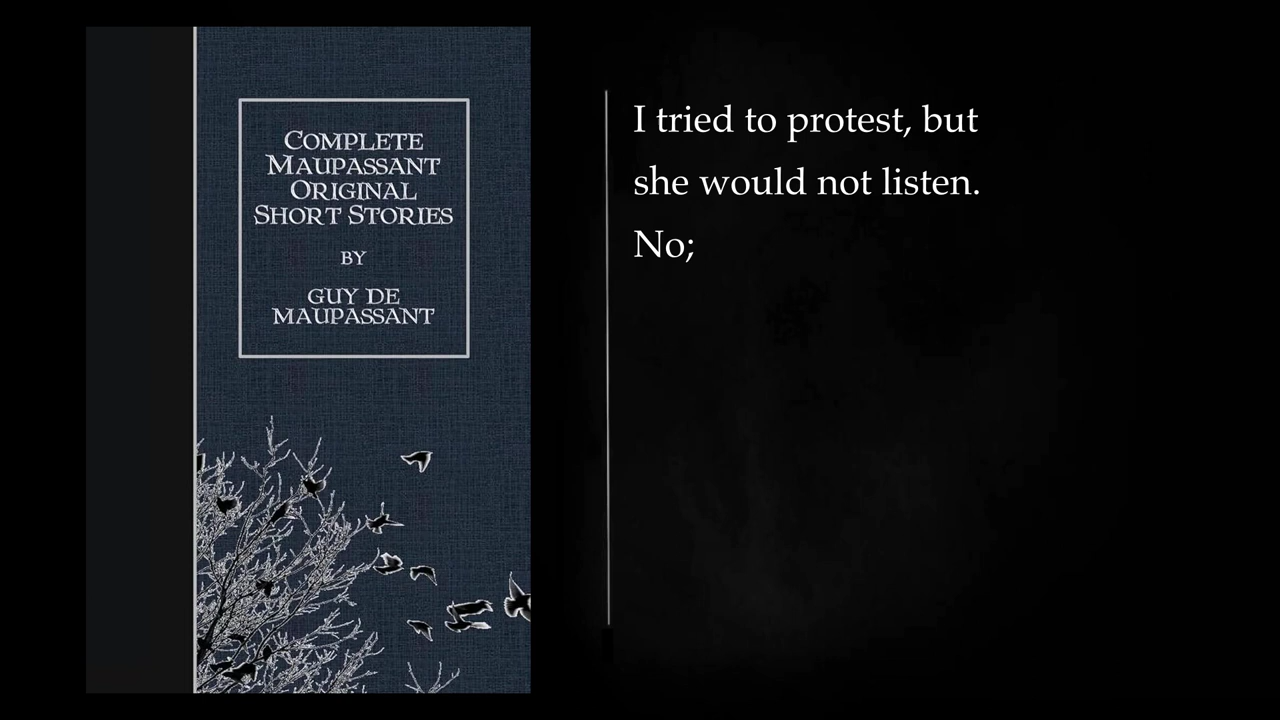 COMPLETE
MAUPASSANT
ORIGINAL
SHORT STORIES
BY
GUY DE
MAUPASSANT
I tried to protest, but
she would not listen.
No;